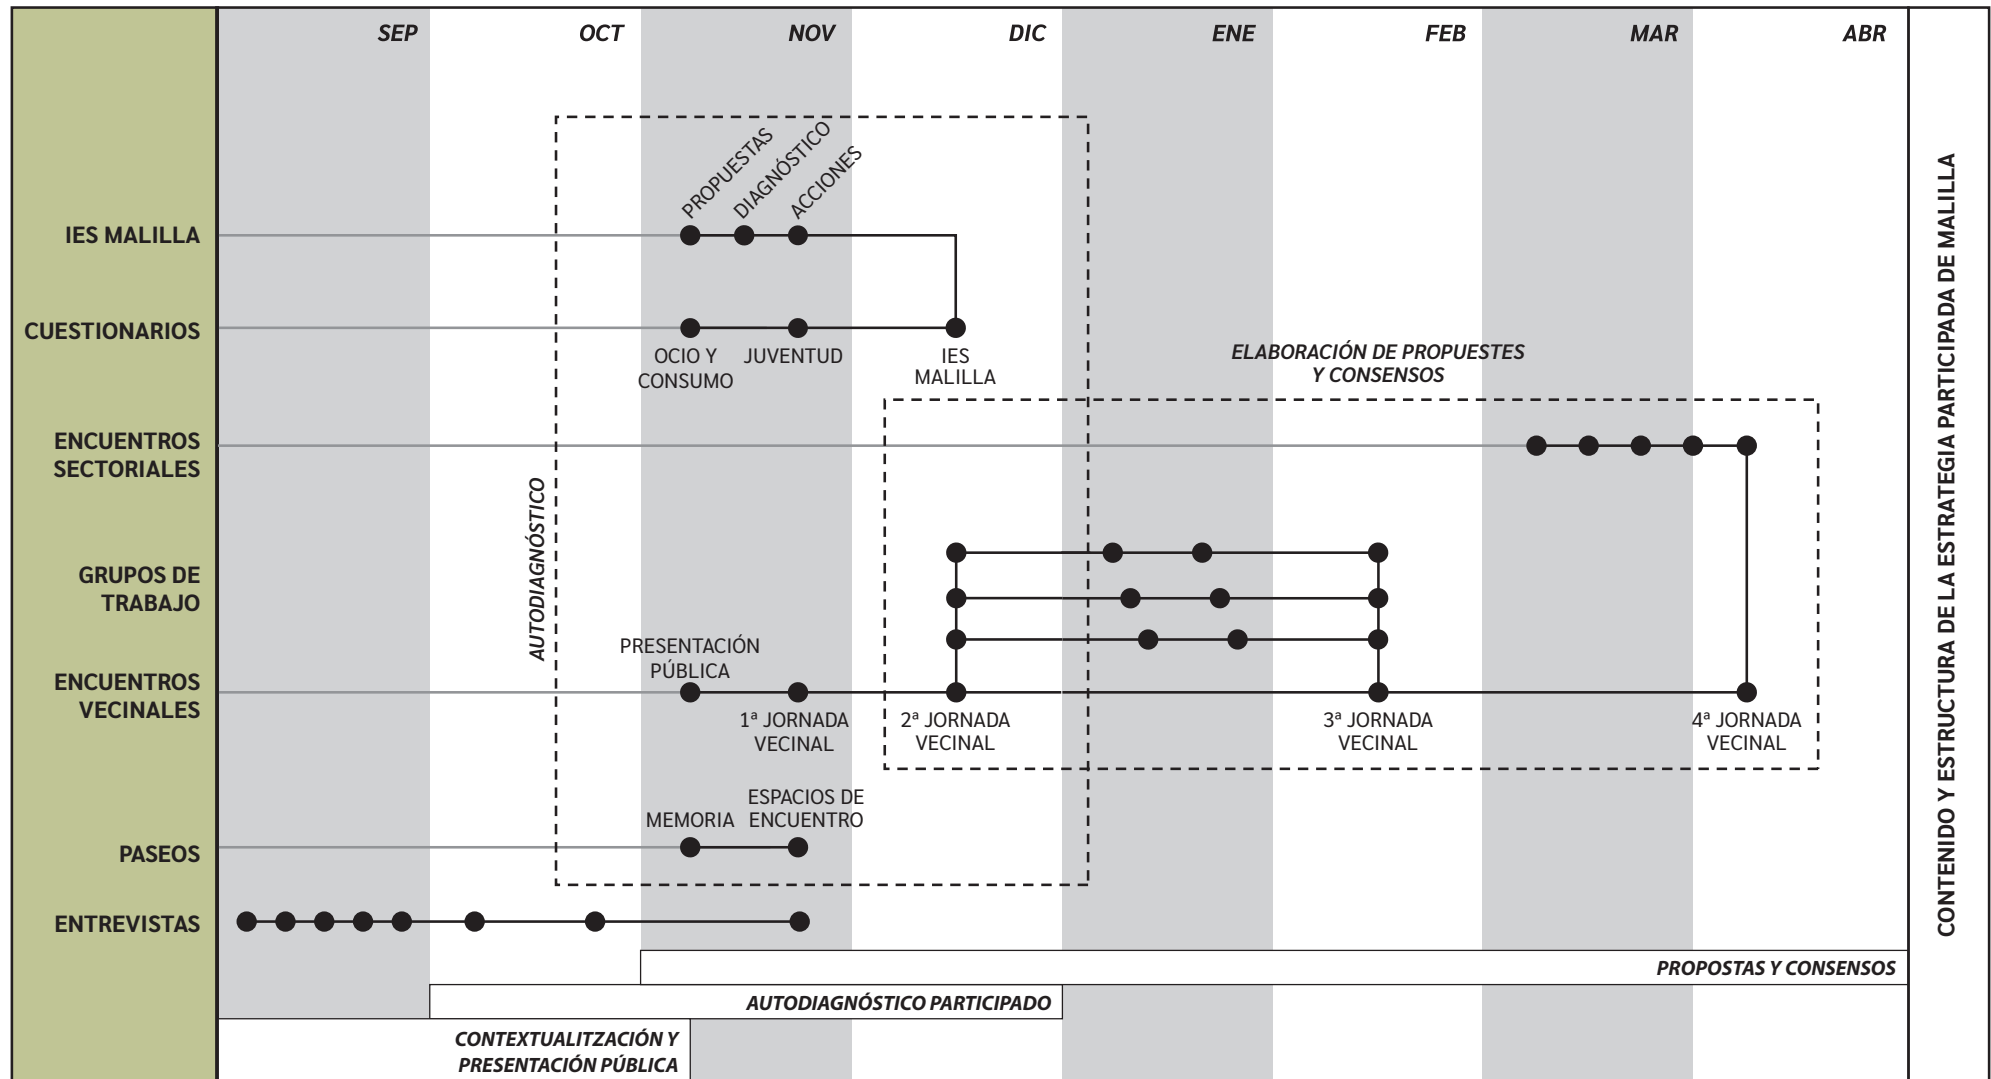 SEP
OCT
NOV
DIC
ENE
FEB
MAR
ABR
PROPUESTAS
DIAGNÓSTICO
ACCIONES
IES MALILLA
CUESTIONARIOS
OCIO Y
CONSUMO
JUVENTUD
IES
MALILLA
ELABORACIÓN DE PROPUESTES
Y CONSENSOS
ENCUENTROS
SECTORIALES
AUTODIAGNÓSTICO
GRUPOS DE
TRABAJO
PRESENTACIÓN
PÚBLICA
ENCUENTROS
VECINALES
1ª JORNADA
VECINAL
2ª JORNADA
VECINAL
3ª JORNADA
VECINAL
4ª JORNADA
VECINAL
MEMORIA
ESPACIOS DE
ENCUENTRO
PASEOS
ENTREVISTAS
PROPOSTAS Y CONSENSOS
AUTODIAGNÓSTICO PARTICIPADO
CONTEXTUALITZACIÓN Y
PRESENTACIÓN PÚBLICA
CONTENIDO Y ESTRUCTURA DE LA ESTRATEGIA PARTICIPADA DE MALILLA